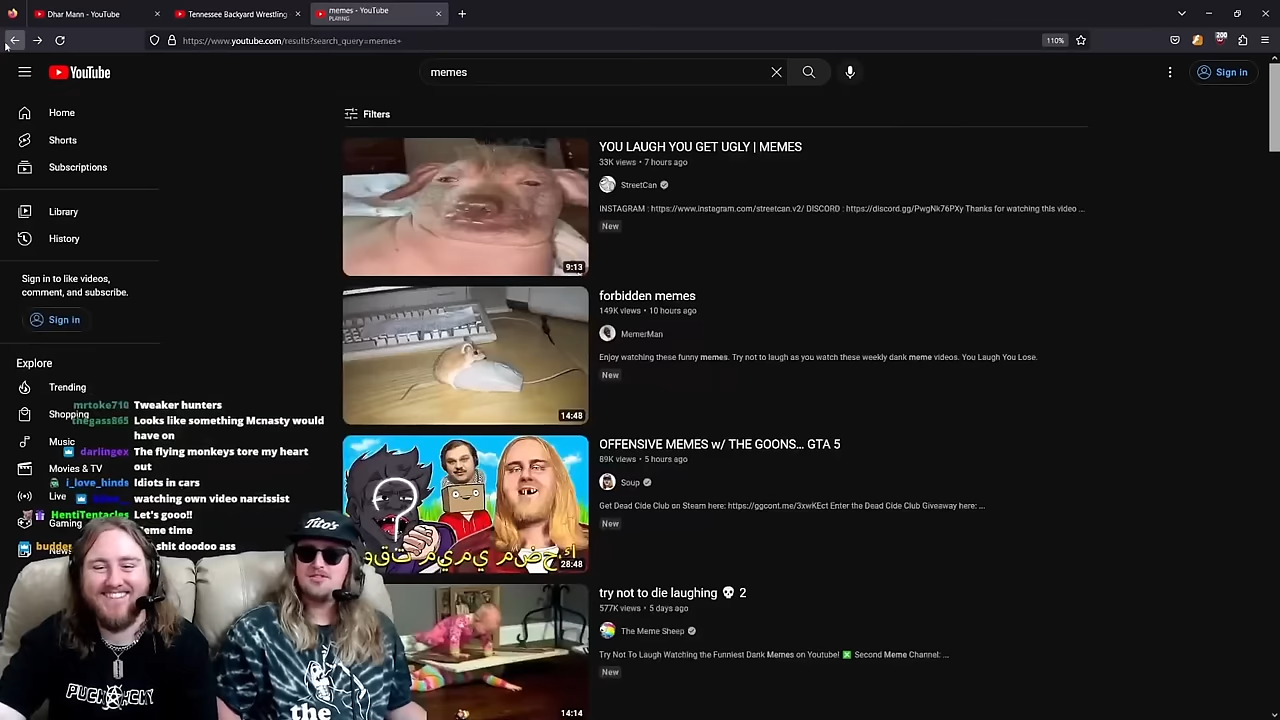 Dhar Mann - YouTube
Tennessee Backyard Wrestling
memes - YouTube
PLAYING
https://www.youtube.com/results?search_query=memes+
110%
200
YouTube
memes
Sign in
Home
Shorts
Subscriptions
Library
History
Sign in to like videos,
comment, and subscribe.
Sign in
Explore
Trending
Shopping
Music
Movies & TV
Live
Gaming
News
Filters
YOU LAUGH YOU GET UGLY | MEMES
33K views • 7 hours ago
StreetCan
INSTAGRAM : https://www.instagram.com/streetcan.v2/ DISCORD : https://discord.gg/PwgNk76PXy Thanks for watching this video ...
New
9:13
forbidden memes
149K views • 10 hours ago
MemerMan
Enjoy watching these funny memes. Try not to laugh as you watch these weekly dank meme videos. You Laugh You Lose.
New
14:48
OFFENSIVE MEMES w/ THE GOONS... GTA 5
89K views • 5 hours ago
Soup
Get Dead Cide Club on Steam here: https://ggcont.me/3xwKEct Enter the Dead Cide Club Giveaway here: ...
New
28:48
try not to die laughing 💀 2
577K views • 5 days ago
The Meme Sheep
Try Not To Laugh Watching the Funniest Dank Memes on Youtube! ❎ Second Meme Channel: ...
New
14:14
mrtoke710 Tweaker hunters
thegass865 Looks like something Mcnasty would
have on
darlingex The flying monkeys tore my heart
out
i_love_hinds Idiots in cars
watching own video narcissist
HentiTentacles Let's gooo!!
meme time
shit doodoo ass
Tito's
the